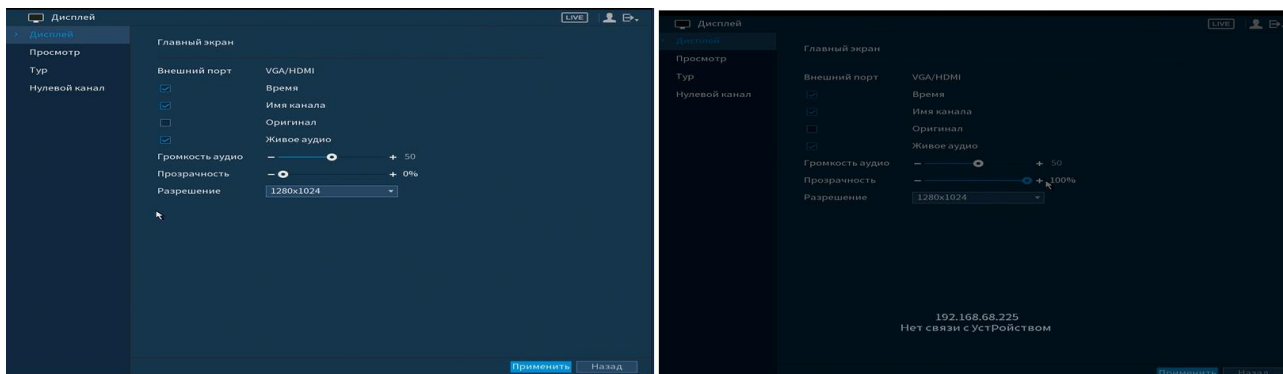 Дисплей
LIVE
Дисплей
Просмотр
Тур
Нулевой канал
Главный экран
Внешний порт VGA/HDMI
Время
Имя канала
Оригинал
Живое аудио
Громкость аудио 50
Прозрачность 0%
Разрешение 1280x1024
Применить Назад
Дисплей
LIVE
Дисплей
Просмотр
Тур
Нулевой канал
Главный экран
Внешний порт VGA/HDMI
Время
Имя канала
Оригинал
Живое аудио
Громкость аудио 50
Прозрачность 100%
Разрешение 1280x1024
192.168.68.225
Нет связи с УстРойством
Применить Назад